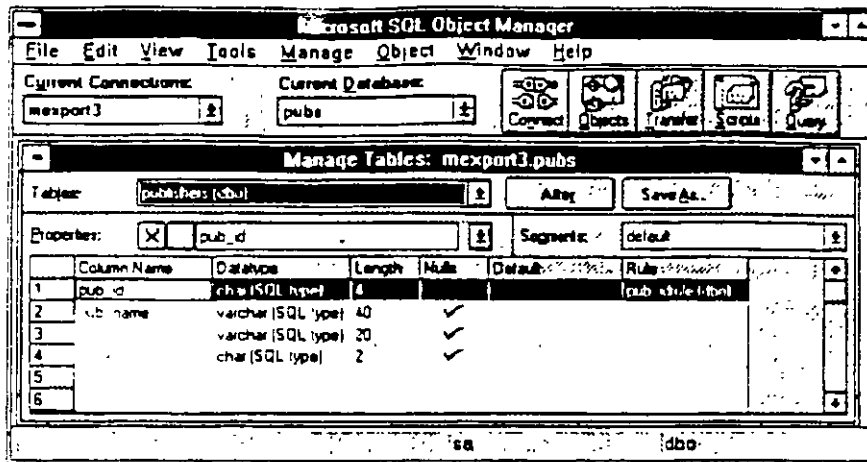 Microsoft SQL Object Manager
File Edit View Tools Manage Object Window Help
Current Connections: Current Database:
mexport3 pubs
Connect Objects Transfer Scripts Query
Manage Tables: mexport3.pubs
Tables: publishers (dbo) Alter Save As...
Properties: pub_id Segments: default
Column Name Datatype Length Nulls Default Rule
1 pub_id char (SQL type) 4 pub_idrule (dbo)
2 pub_name varchar (SQL type) 40
3 varchar (SQL type) 20
4 char (SQL type) 2
5
6
sa dbo